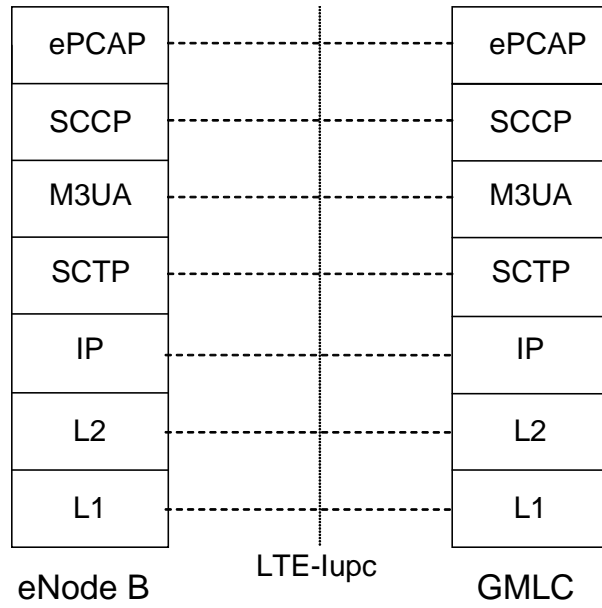 ePCAP ePCAP
SCCP SCCP
M3UA M3UA
SCTP SCTP
IP IP
L2 L2
L1 L1
LTE-Iupc
eNode B GMLC